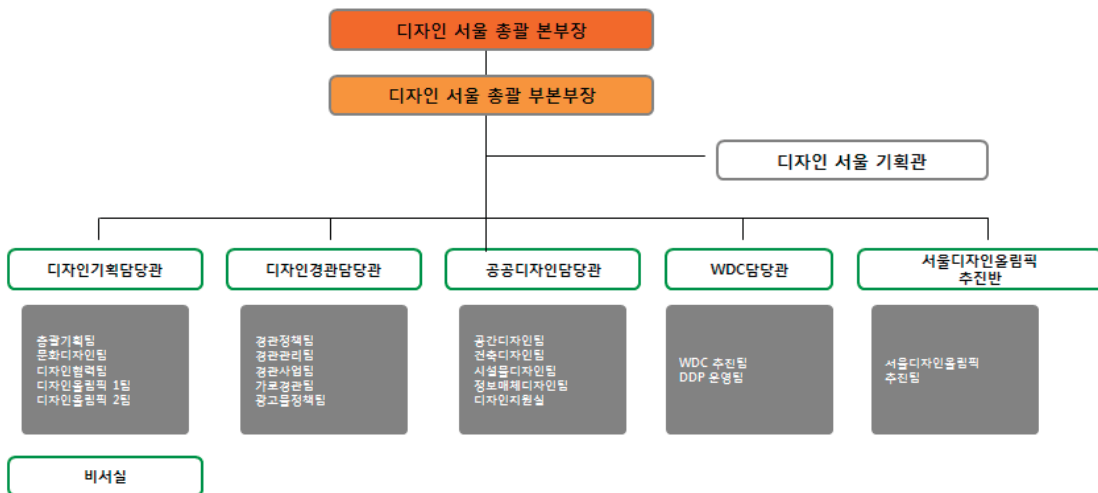 디자인 서울 총괄 본부장
디자인 서울 총괄 부본부장
디자인 서울 기획관
디자인기획담당관
디자인경관담당관
공공디자인담당관
WDC담당관
서울디자인올림픽
추진반
총괄기획팀
문화디자인팀
디자인협력팀
디자인올림픽 1팀
디자인올림픽 2팀
경관정책팀
경관관리팀
경관사업팀
가로경관팀
광고물정책팀
공간디자인팀
건축디자인팀
시설물디자인팀
정보매체디자인팀
디자인지원실
WDC 추진팀
DDP 운영팀
서울디자인올림픽
추진팀
비서실